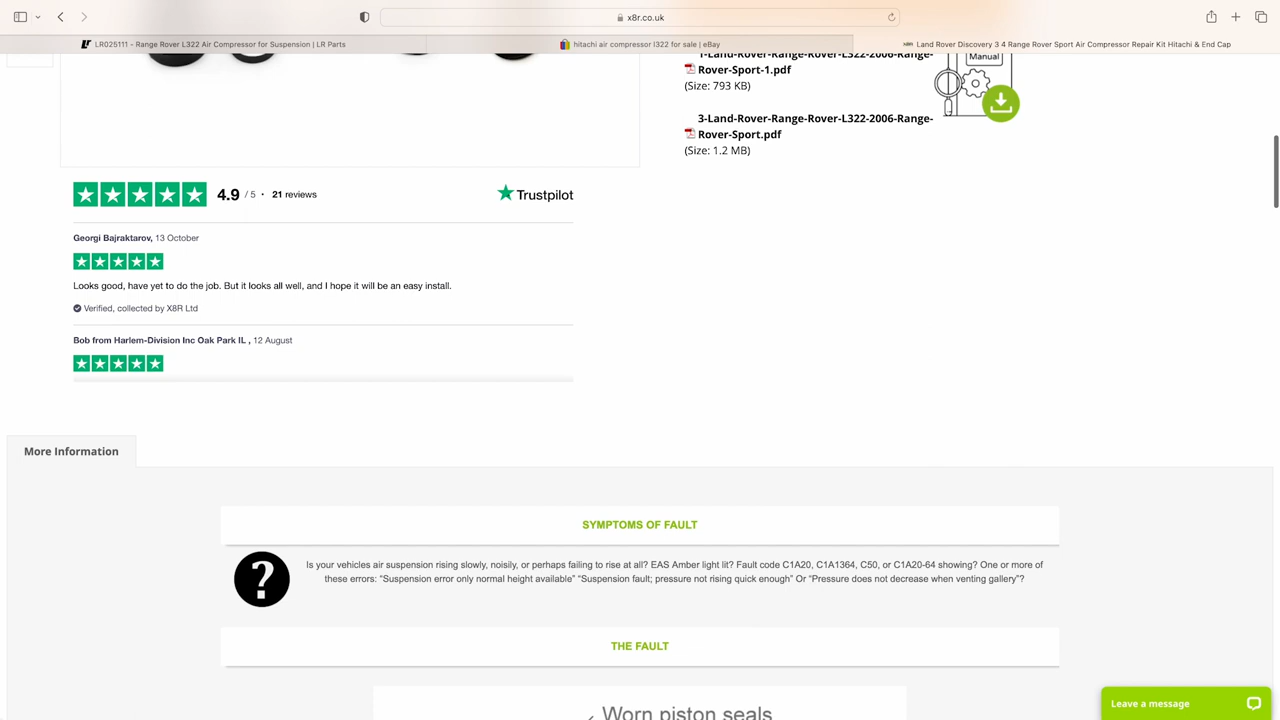 x8r.co.uk
LR025111 - Range Rover L322 Air Compressor for Suspension | LR Parts
hitachi air compressor l322 for sale | eBay
Land Rover Discovery 3 4 Range Rover Sport Air Compressor Repair Kit Hitachi & End Cap
1-Land-Rover-Range-Rover-L322-2006-Range-
Rover-Sport-1.pdf
(Size: 793 KB)
Manual
3-Land-Rover-Range-Rover-L322-2006-Range-
Rover-Sport.pdf
(Size: 1.2 MB)
4.9 / 5 · 21 reviews
Trustpilot
Georgi Bajraktarov, 13 October
Looks good, have yet to do the job. But it looks all well, and I hope it will be an easy install.
Verified, collected by X8R Ltd
Bob from Harlem-Division Inc Oak Park IL , 12 August
More Information
SYMPTOMS OF FAULT
?
Is your vehicles air suspension rising slowly, noisily, or perhaps failing to rise at all? EAS Amber light lit? Fault code C1A20, C1A1364, C50, or C1A20-64 showing? One or more of
these errors: “Suspension error only normal height available” “Suspension fault; pressure not rising quick enough” Or “Pressure does not decrease when venting gallery”?
THE FAULT
Worn piston seals
Leave a message